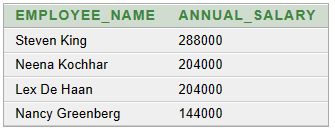 EMPLOYEE_NAME ANNUAL_SALARY
Steven King 288000
Neena Kochhar 204000
Lex De Haan 204000
Nancy Greenberg 144000